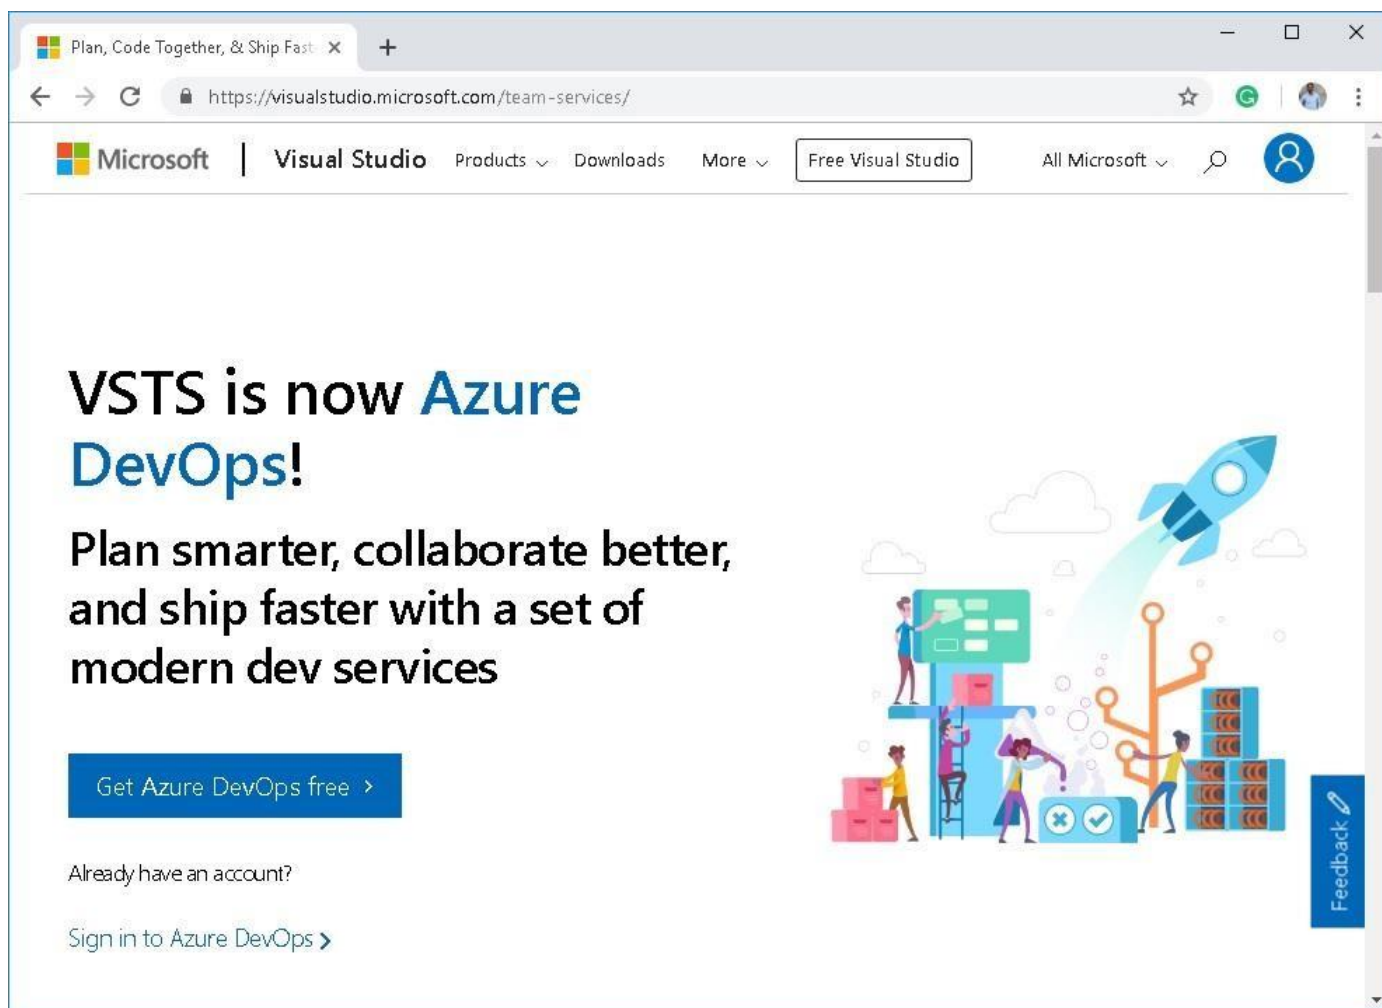 Plan, Code Together, & Ship Fast
https://visualstudio.microsoft.com/team-services/
Microsoft | Visual Studio Products Downloads More Free Visual Studio All Microsoft
VSTS is now Azure
DevOps!
Plan smarter, collaborate better,
and ship faster with a set of
modern dev services
Get Azure DevOps free >
Already have an account?
Sign in to Azure DevOps >
Feedback